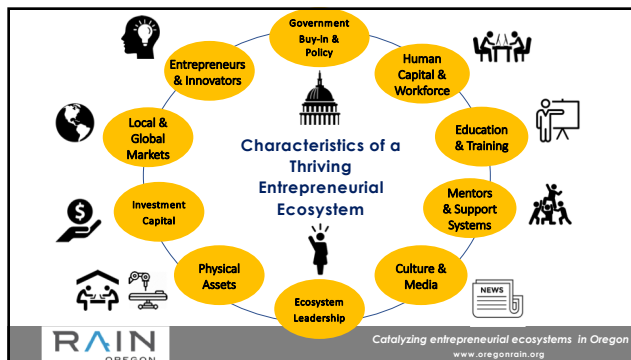 Government
Buy-in &
Policy
Human
Capital &
Workforce
Education
& Training
Mentors
& Support
Systems
Culture &
Media
Ecosystem
Leadership
Physical
Assets
Investment
Capital
Local &
Global
Markets
Entrepreneurs
& Innovators
Characteristics of a
Thriving
Entrepreneurial
Ecosystem
NEWS
RAIN
OREGON
Catalyzing entrepreneurial ecosystems in Oregon
www.oregonrain.org